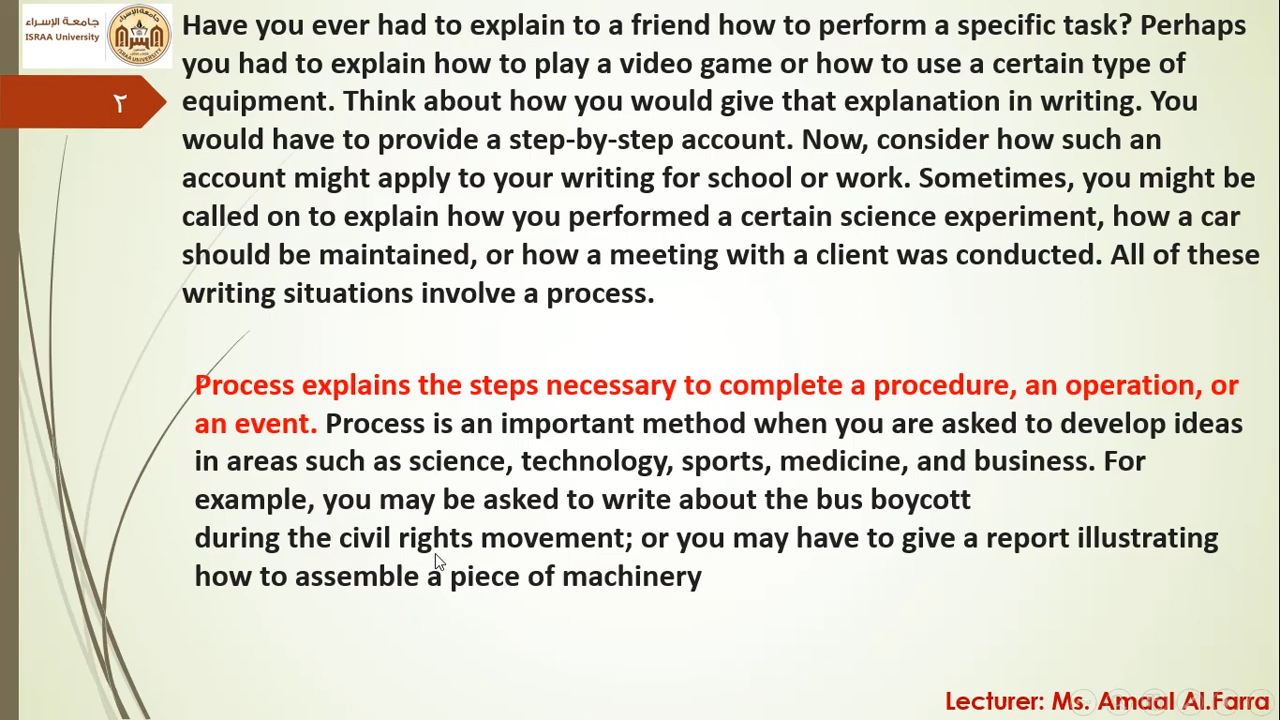 جامعة الإسراء
ISRAA University
٢
Have you ever had to explain to a friend how to perform a specific task? Perhaps
you had to explain how to play a video game or how to use a certain type of
equipment. Think about how you would give that explanation in writing. You
would have to provide a step-by-step account. Now, consider how such an
account might apply to your writing for school or work. Sometimes, you might be
called on to explain how you performed a certain science experiment, how a car
should be maintained, or how a meeting with a client was conducted. All of these
writing situations involve a process.
Process explains the steps necessary to complete a procedure, an operation, or
an event. Process is an important method when you are asked to develop ideas
in areas such as science, technology, sports, medicine, and business. For
example, you may be asked to write about the bus boycott
during the civil rights movement; or you may have to give a report illustrating
how to assemble a piece of machinery
Lecturer: Ms. Amaal Al.Farra